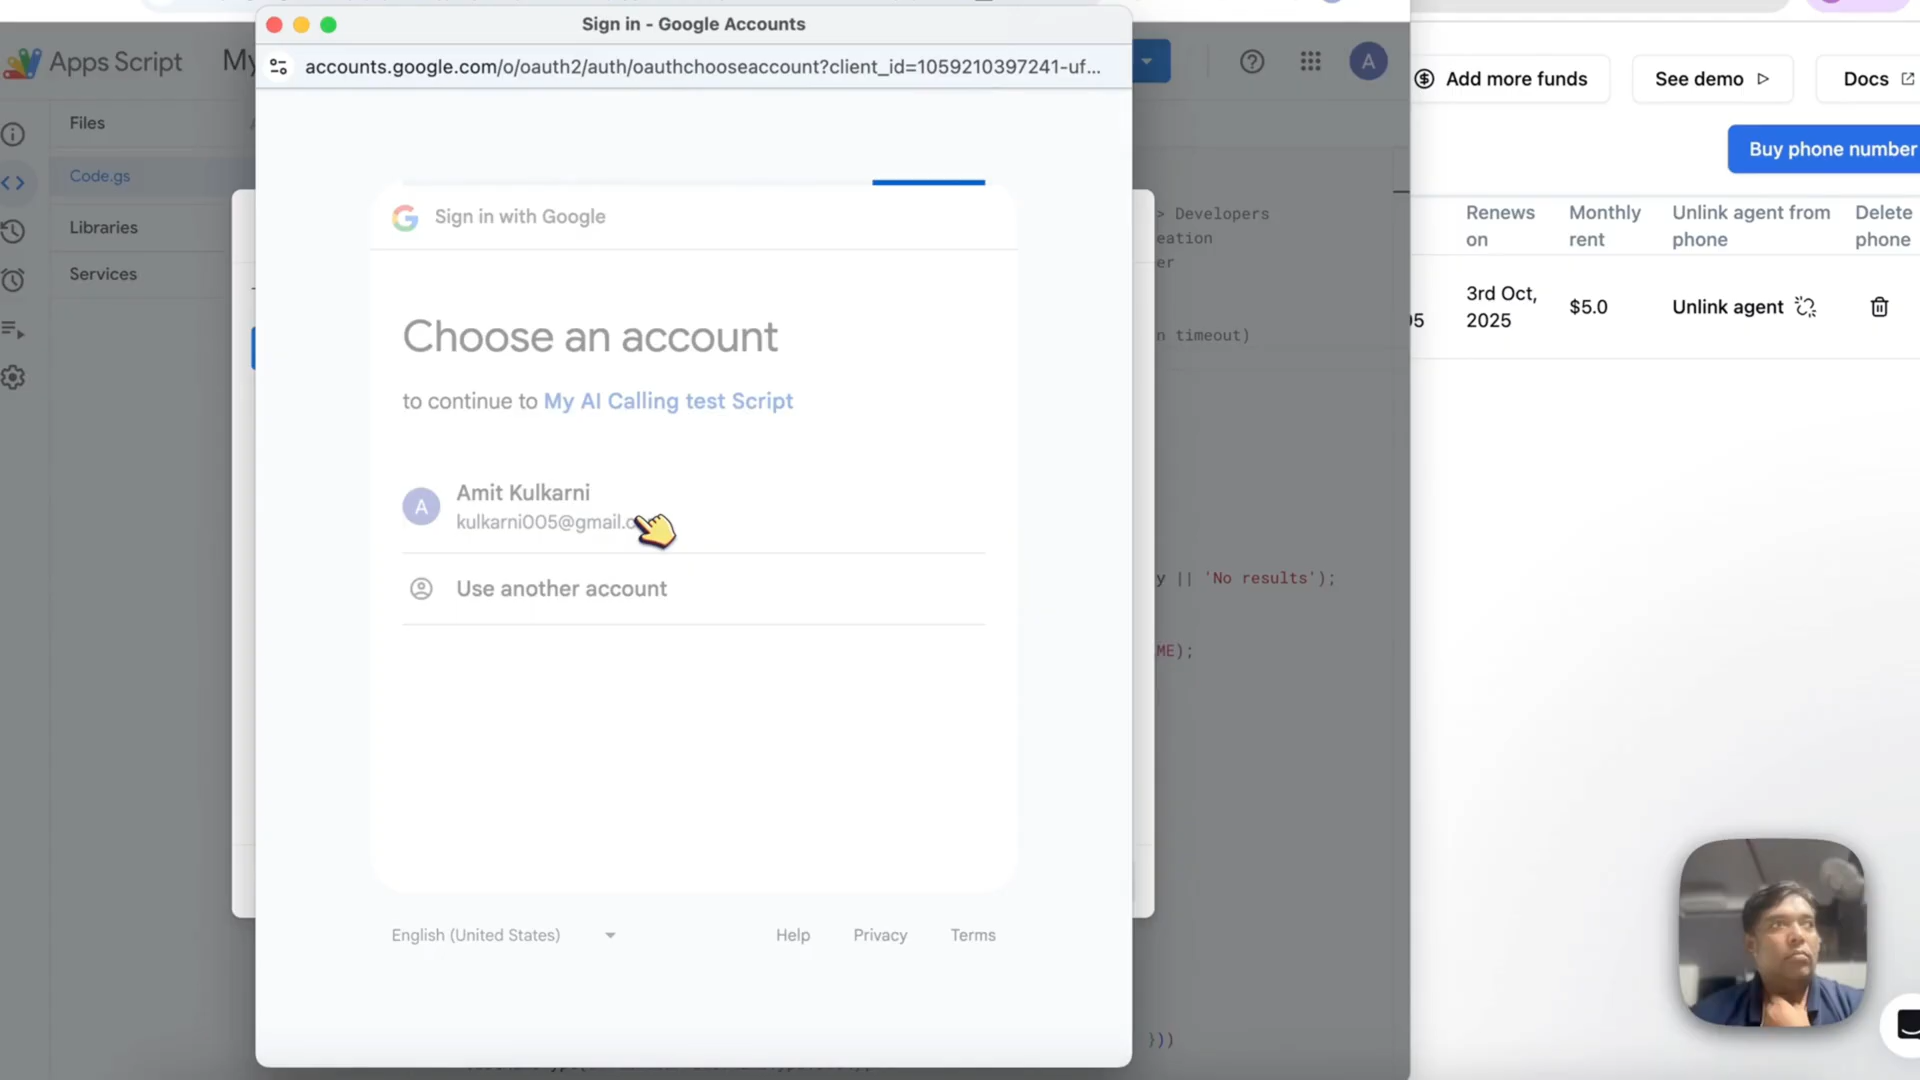 Sign in - Google Accounts
accounts.google.com/o/oauth2/auth/oauthchooseaccount?client_id=1059210397241-uf...
Apps Script
My
A
Add more funds
See demo
Docs
Buy phone number
Files
Code.gs
Libraries
Services
Sign in with Google
Choose an account
to continue to My AI Calling test Script
A
Amit Kulkarni
kulkarni005@gmail.c
Use another account
English (United States)
Help
Privacy
Terms
> Developers
eation
er
n timeout)
y || 'No results');
ME);
}))
Renews on
Monthly rent
Unlink agent from phone
Delete phone
3rd Oct, 2025
$5.0
Unlink agent